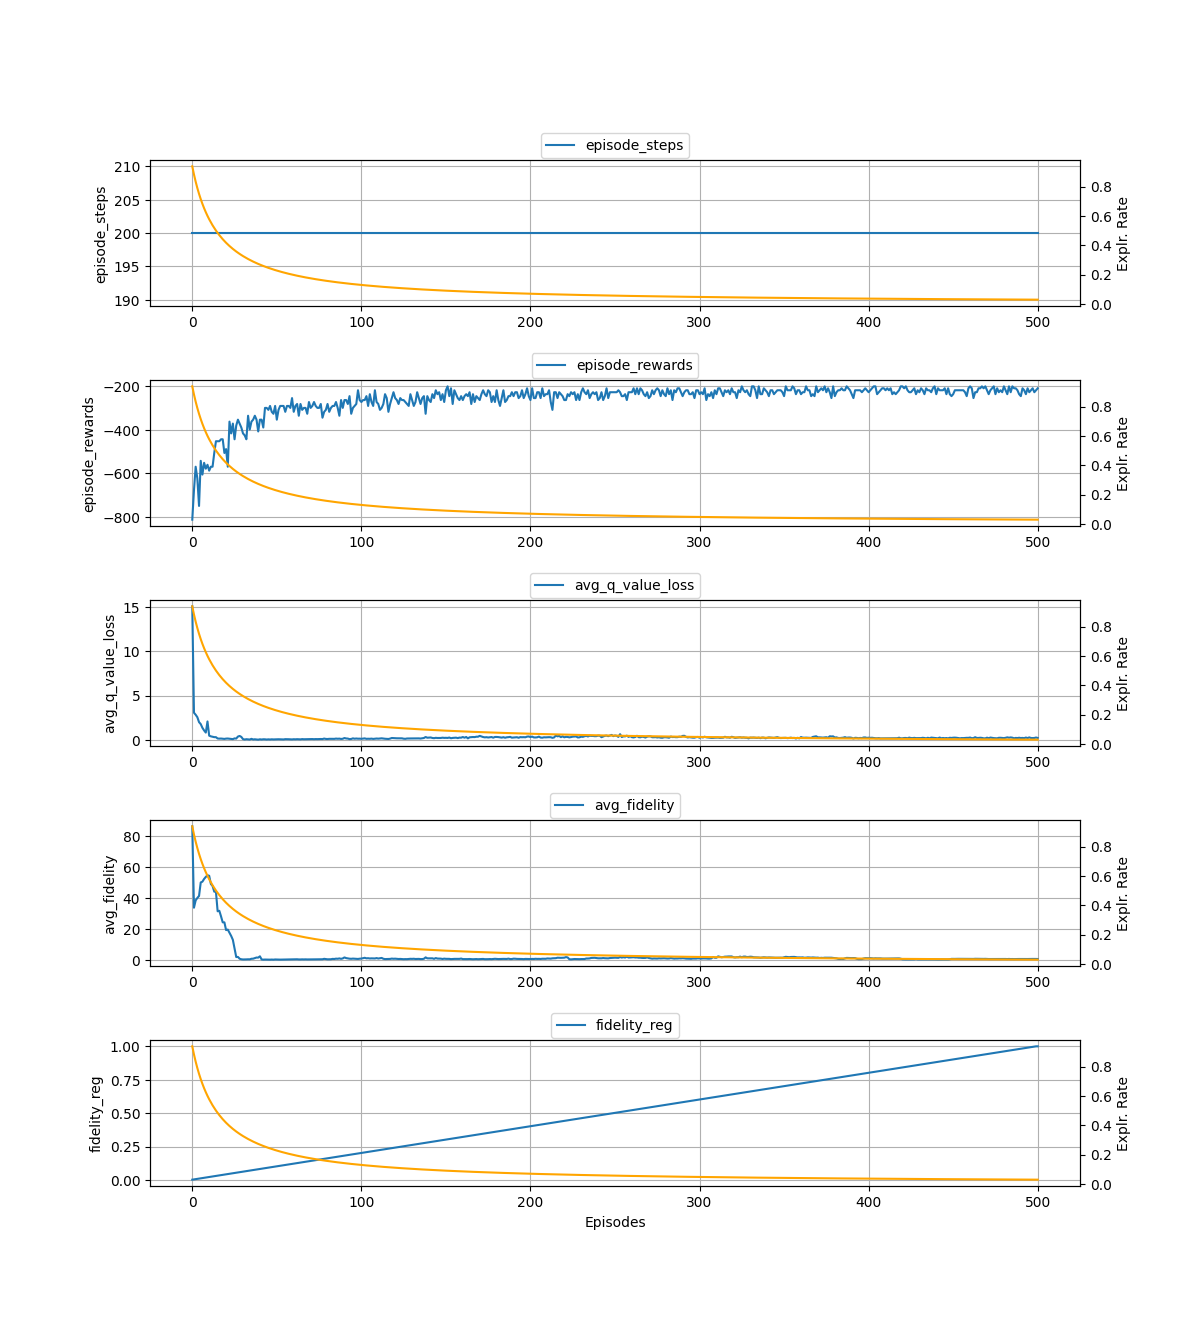 episode_steps
210
205
200
195
190
episode_steps
0.8
0.6
0.4
0.2
0.0
Explr. Rate
0 100 200 300 400 500
episode_rewards
−200
−400
−600
−800
episode_rewards
0.8
0.6
0.4
0.2
0.0
Explr. Rate
0 100 200 300 400 500
avg_q_value_loss
15
10
5
0
avg_q_value_loss
0.8
0.6
0.4
0.2
0.0
Explr. Rate
0 100 200 300 400 500
avg_fidelity
80
60
40
20
0
avg_fidelity
0.8
0.6
0.4
0.2
0.0
Explr. Rate
0 100 200 300 400 500
fidelity_reg
1.00
0.75
0.50
0.25
0.00
fidelity_reg
0.8
0.6
0.4
0.2
0.0
Explr. Rate
0 100 200 300 400 500
Episodes